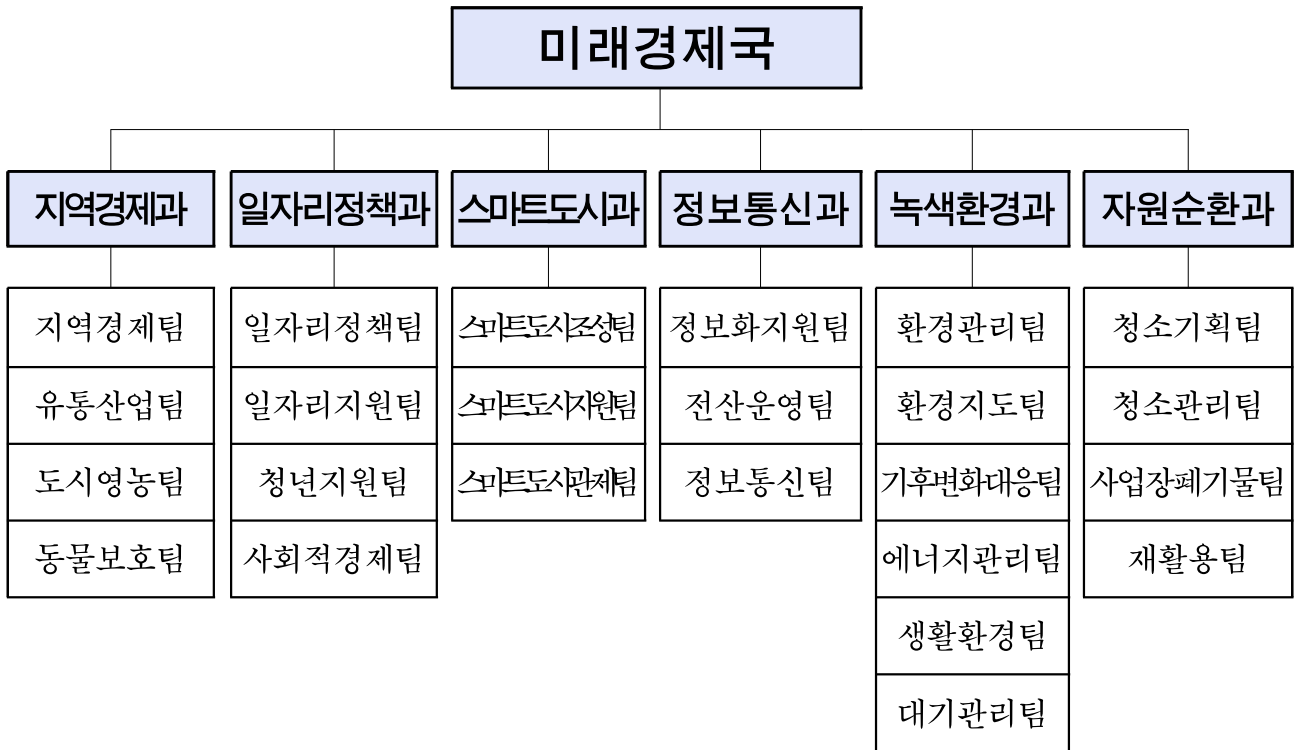 미래경제국
지역경제과
일자리정책과
스마트도시과
정보통신과
녹색환경과
자원순환과
지역경제팀
유통산업팀
도시영농팀
동물보호팀
일자리정책팀
일자리지원팀
청년지원팀
사회적경제팀
스마트도시조성팀
스마트도시지원팀
스마트도시관제팀
정보화지원팀
전산운영팀
정보통신팀
환경관리팀
환경지도팀
기후변화대응팀
에너지관리팀
생활환경팀
대기관리팀
청소기획팀
청소관리팀
사업장폐기물팀
재활용팀